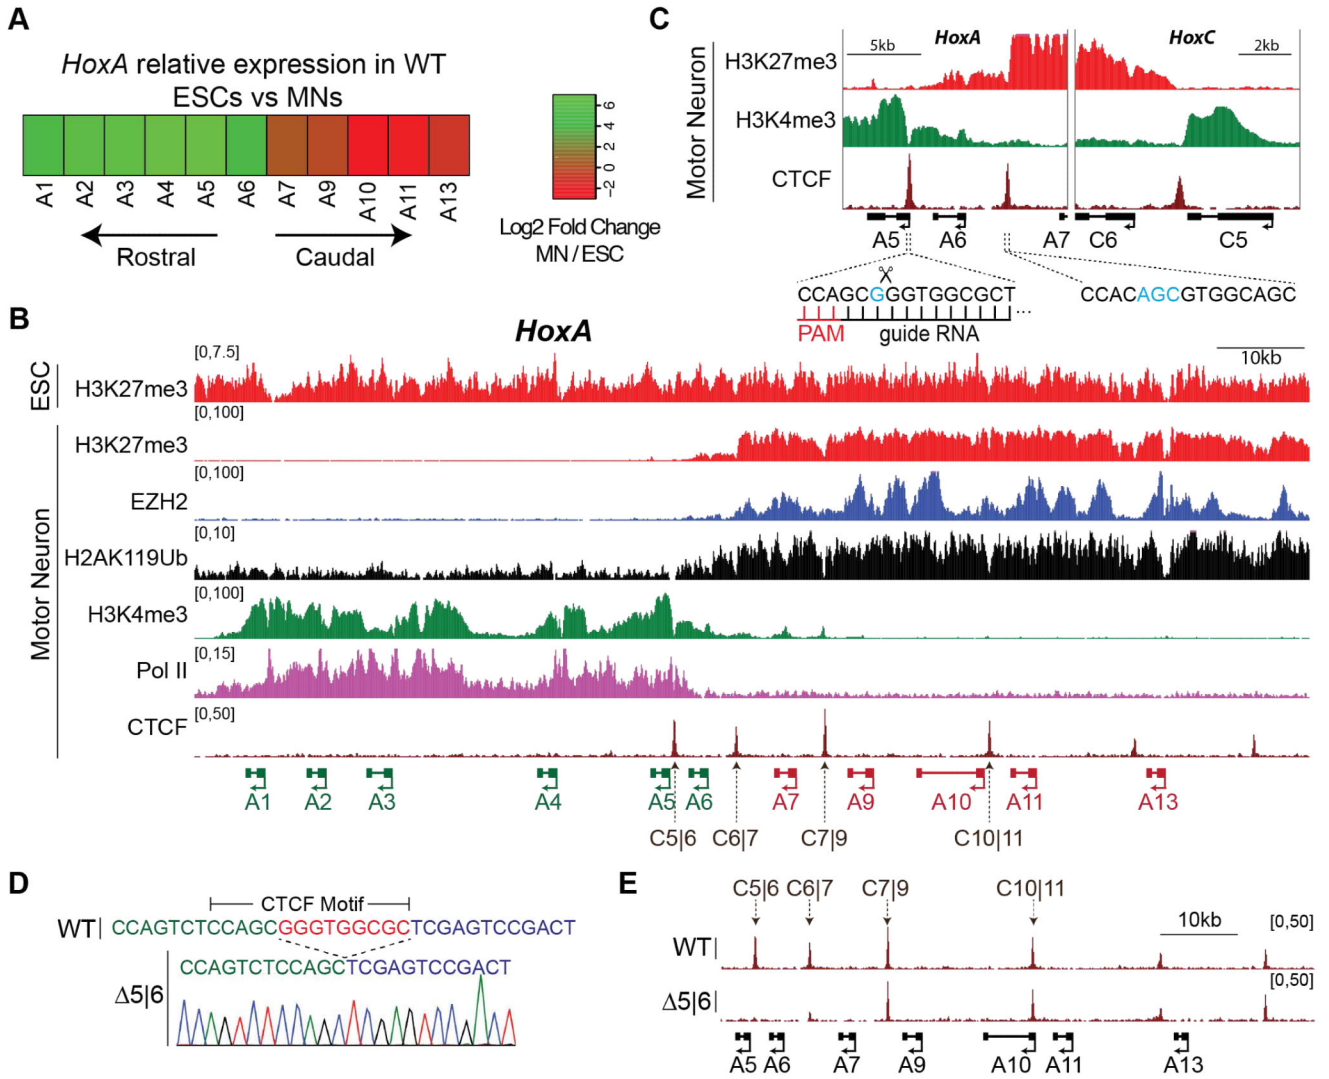 A
HoxA relative expression in WT
ESCs vs MNs
A1 A2 A3 A4 A5 A6 A7 A9 A10 A11 A13
Rostral Caudal
6
4
2
0
−2
Log2 Fold Change
MN / ESC
C
Motor Neuron
5kb HoxA HoxC 2kb
H3K27me3
H3K4me3
CTCF
A5 A6 A7 C6 C5
CCAGCGGGTGGCGCT CCACAGCGTGGCAGC
...
PAM guide RNA
B
HoxA
10kb
ESC
[0,7.5]
H3K27me3
Motor Neuron
[0,100]
H3K27me3
[0,100]
EZH2
[0,10]
H2AK119Ub
[0,100]
H3K4me3
[0,15]
Pol II
[0,50]
CTCF
A1 A2 A3 A4 A5 A6 A7 A9 A10 A11 A13
C5|6 C6|7 C7|9 C10|11
D
CTCF Motif
WT CCAGTCTCCAGCGGGTGGCGCTCGAGTCCGACT
CCAGTCTCCAGCTCGAGTCCGACT
Δ5|6
E
C5|6 C6|7 C7|9 C10|11
10kb [0,50]
WT
[0,50]
Δ5|6
A5 A6 A7 A9 A10 A11 A13